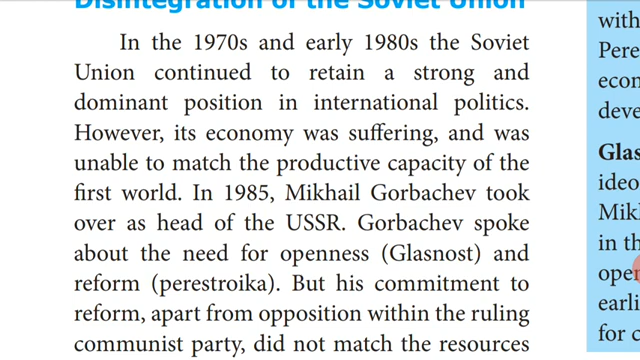 Disintegration of the Soviet Union
In the 1970s and early 1980s the Soviet
Union continued to retain a strong and
dominant position in international politics.
However, its economy was suffering, and was
unable to match the productive capacity of the
first world. In 1985, Mikhail Gorbachev took
over as head of the USSR. Gorbachev spoke
about the need for openness (Glasnost) and
reform (perestroika). But his commitment to
reform, apart from opposition within the ruling
communist party, did not match the resources
with
Pere
econ
deve
Glas
ideo
Mikh
in th
open
earli
for c